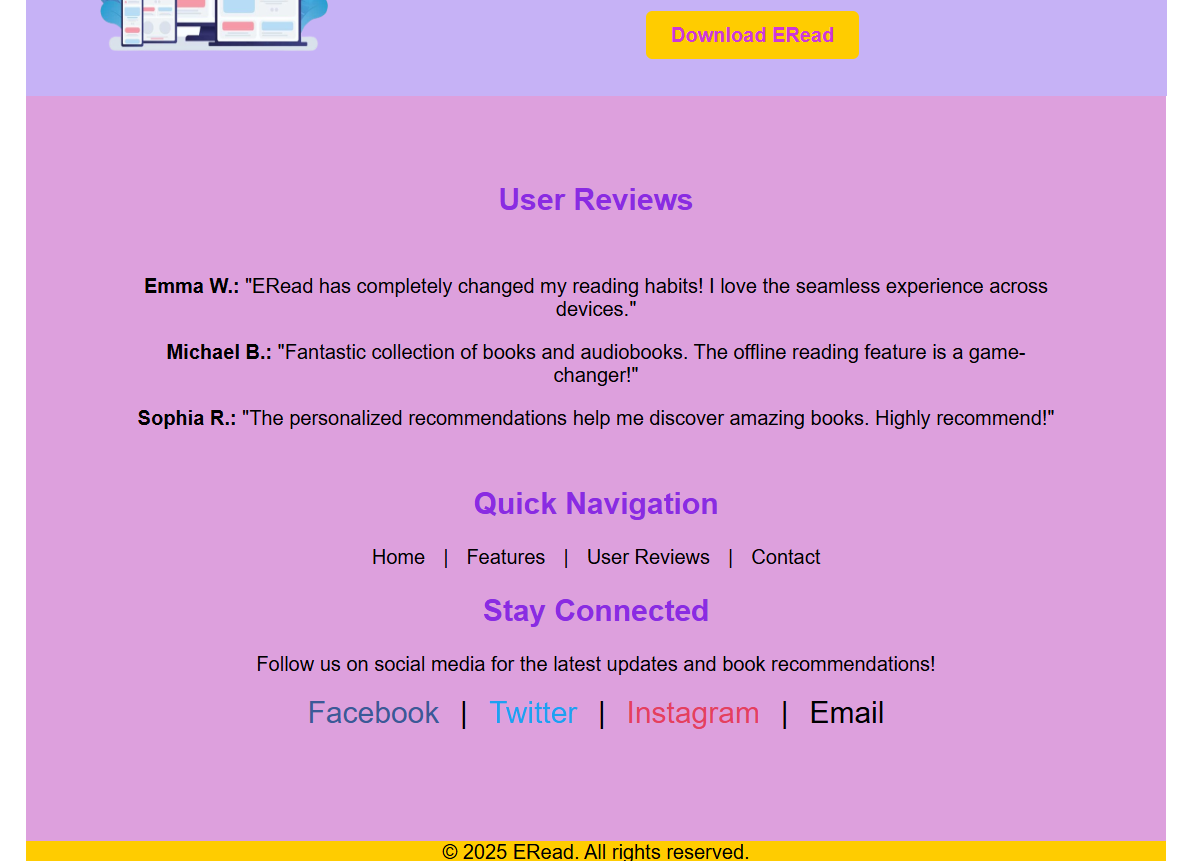 Download ERead
User Reviews
Emma W.: "ERead has completely changed my reading habits! I love the seamless experience across
devices."
Michael B.: "Fantastic collection of books and audiobooks. The offline reading feature is a game-
changer!"
Sophia R.: "The personalized recommendations help me discover amazing books. Highly recommend!"
Quick Navigation
Home | Features | User Reviews | Contact
Stay Connected
Follow us on social media for the latest updates and book recommendations!
Facebook | Twitter | Instagram | Email
© 2025 ERead. All rights reserved.